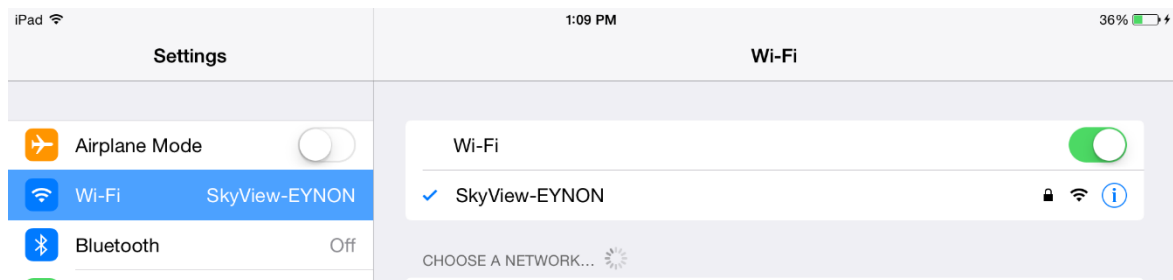 iPad 1:09 PM 36%
Settings Wi-Fi
Airplane Mode
Wi-Fi SkyView-EYNON
Bluetooth Off
Wi-Fi
SkyView-EYNON
CHOOSE A NETWORK...